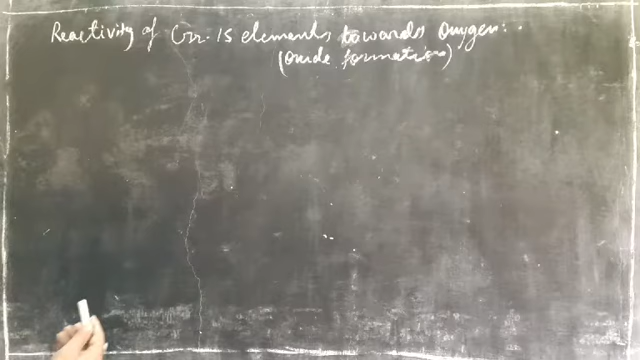 Reactivity of Gr. 15 elements towards Oxygen:.
(Oxide formation)